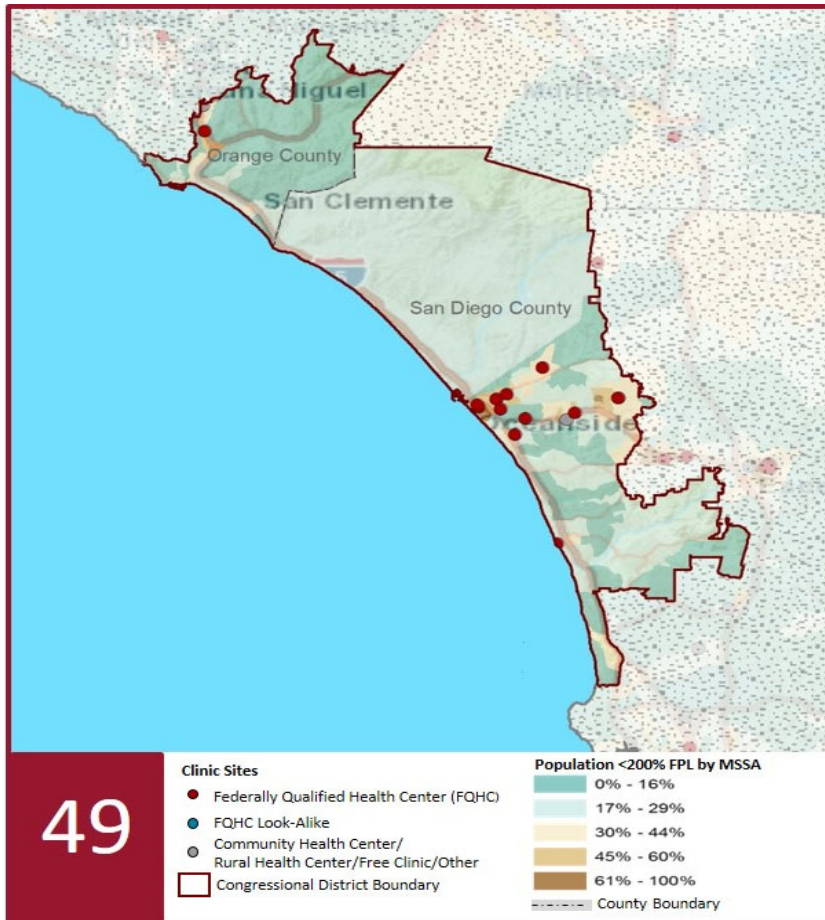 Orange County
San Clemente
San Diego County
Oceanside
49
Clinic Sites
Federally Qualified Health Center (FQHC)
FQHC Look-Alike
Community Health Center/
Rural Health Center/Free Clinic/Other
Congressional District Boundary
Population <200% FPL by MSSA
0% - 16%
17% - 29%
30% - 44%
45% - 60%
61% - 100%
County Boundary